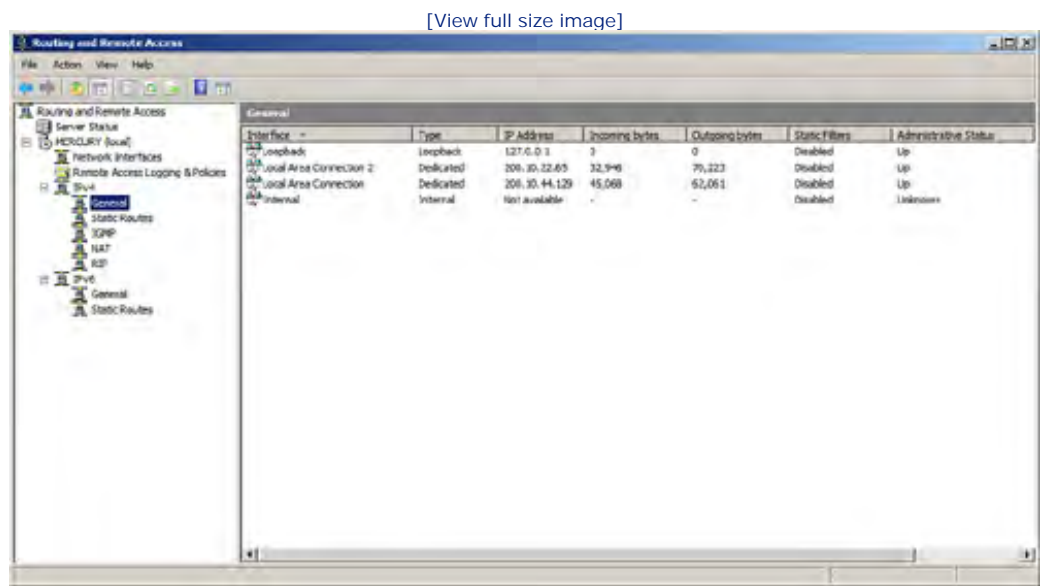 [View full size image]
Routing and Remote Access
File Action View Help
Routing and Remote Access
Server Status
MERCURY (local)
Network Interfaces
Remote Access Logging & Policies
IPv4
General
Static Routes
IGMP
NAT
RIP
IPv6
General
Static Routes
General
Interface Type IP Address Incoming bytes Outgoing bytes Static Filters Administrative Status
Loopback Loopback 127.0.0.1 3 0 Disabled Up
Local Area Connection 2 Dedicated 200.10.22.65 32,946 70,223 Disabled Up
Local Area Connection Dedicated 200.10.44.129 45,068 62,061 Disabled Up
Internal Internal Not available - - Disabled Unknown